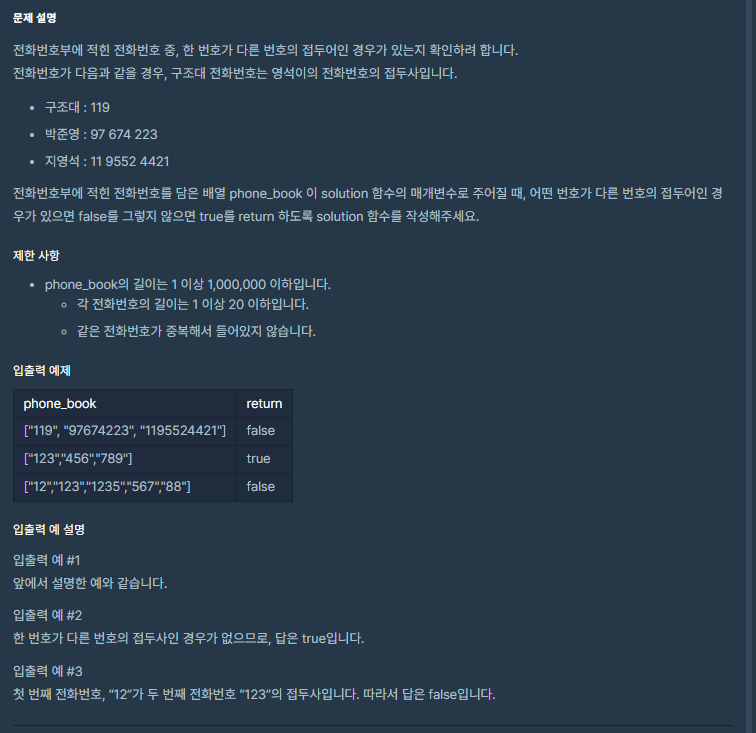 문제 설명
전화번호부에 적힌 전화번호 중, 한 번호가 다른 번호의 접두어인 경우가 있는지 확인하려 합니다.
전화번호가 다음과 같을 경우, 구조대 전화번호는 영석이의 전화번호의 접두사입니다.
• 구조대 : 119
• 박준영 : 97 674 223
• 지영석 : 11 9552 4421
전화번호부에 적힌 전화번호를 담은 배열 phone_book 이 solution 함수의 매개변수로 주어질 때, 어떤 번호가 다른 번호의 접두어인 경
우가 있으면 false를 그렇지 않으면 true를 return 하도록 solution 함수를 작성해주세요.
제한 사항
• phone_book의 길이는 1 이상 1,000,000 이하입니다.
◦ 각 전화번호의 길이는 1 이상 20 이하입니다.
◦ 같은 전화번호가 중복해서 들어있지 않습니다.
입출력 예제
phone_book return
["119", "97674223", "1195524421"] false
["123","456","789"] true
["12","123","1235","567","88"] false
입출력 예 설명
입출력 예 #1
앞에서 설명한 예와 같습니다.
입출력 예 #2
한 번호가 다른 번호의 접두사인 경우가 없으므로, 답은 true입니다.
입출력 예 #3
첫 번째 전화번호, “12”가 두 번째 전화번호 “123”의 접두사입니다. 따라서 답은 false입니다.